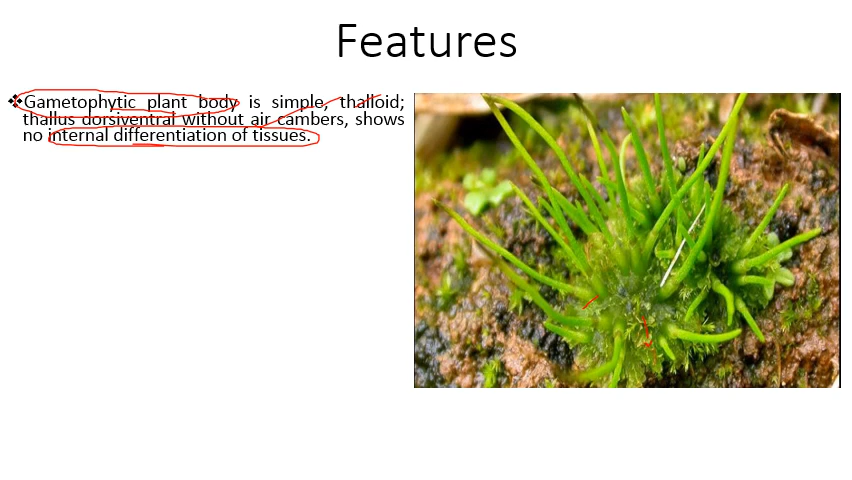 Features
❖Gametophytic plant body is simple, thalloid;
thallus dorsiventral without air cambers, shows
no internal differentiation of tissues.